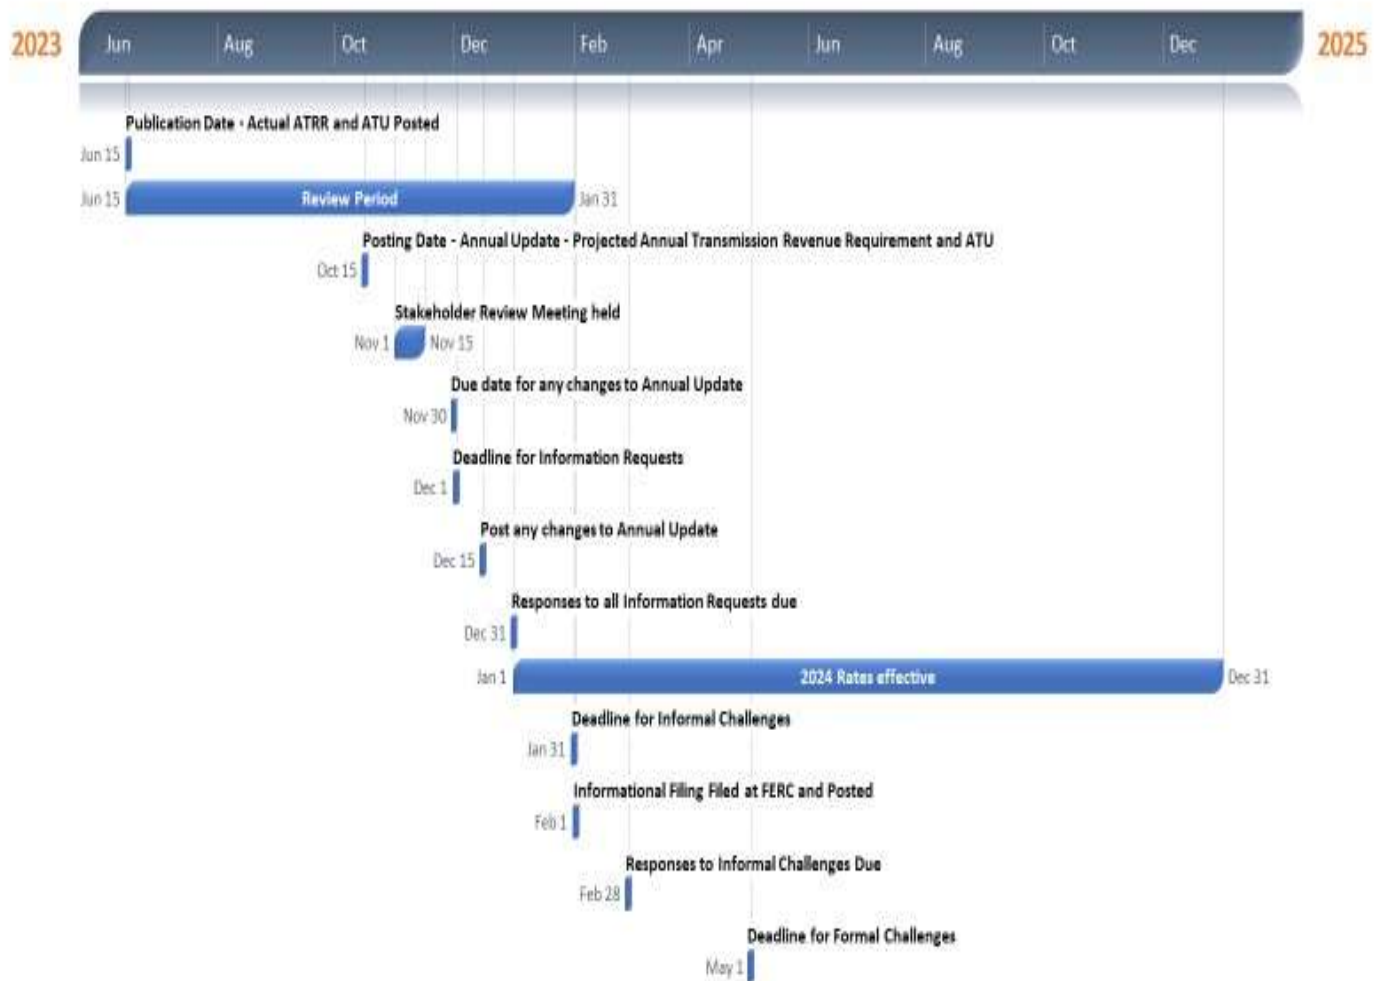 2023 Jun Aug Oct Dec Feb Apr Jun Aug Oct Dec 2025
Publication Date - Actual ATRR and ATU Posted
Jun 15
Jun 15 Review Period Jan 31
Posting Date - Annual Update - Projected Annual Transmission Revenue Requirement and ATU
Oct 15
Stakeholder Review Meeting held
Nov 1 Nov 15
Due date for any changes to Annual Update
Nov 30
Deadline for Information Requests
Dec 1
Post any changes to Annual Update
Dec 15
Responses to all Information Requests due
Dec 31
Jan 1 2024 Rates effective Dec 31
Deadline for Informal Challenges
Jan 31
Informational Filing Filed at FERC and Posted
Feb 1
Responses to Informal Challenges Due
Feb 28
Deadline for Formal Challenges
May 1